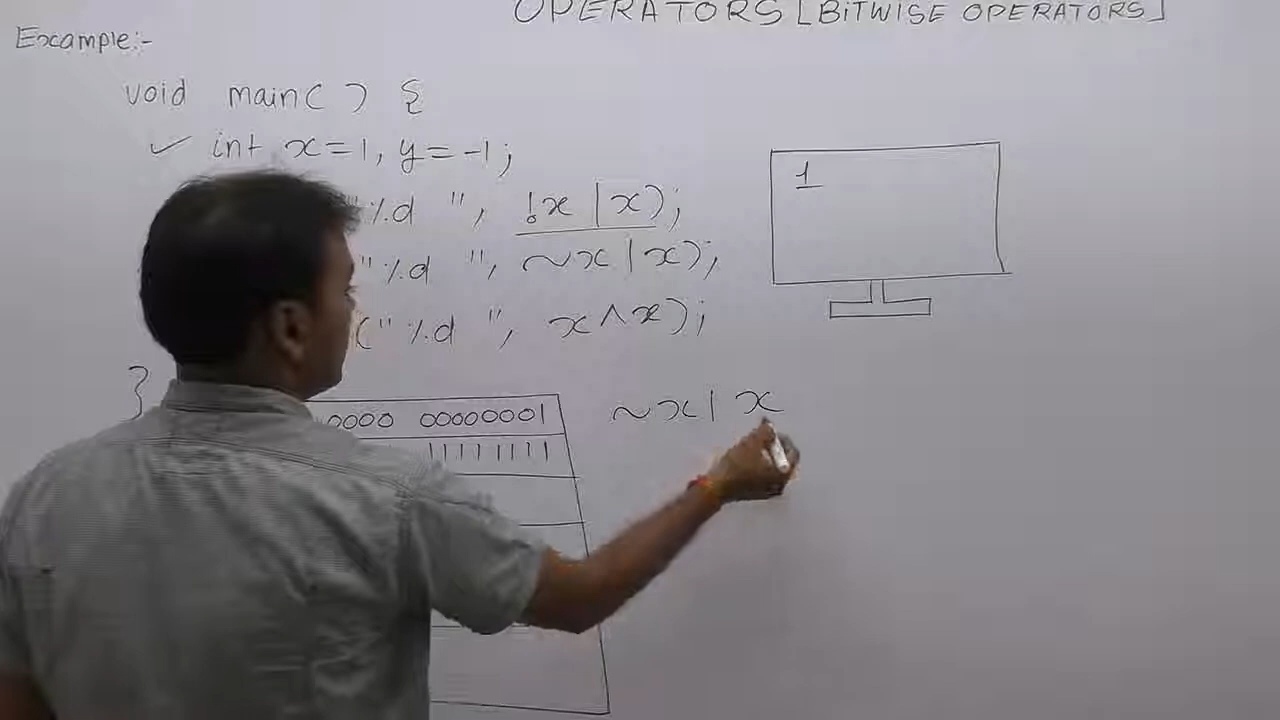 OPERATORS [BITWISE OPERATORS]
Example:-
void main( ) {
✓ int x=1, y=-1;
"%d ", !x | x);
"%d ", ~x | x);
(" %d ", x ^ x);
}
1
0000 00000001
11111111
~x | x